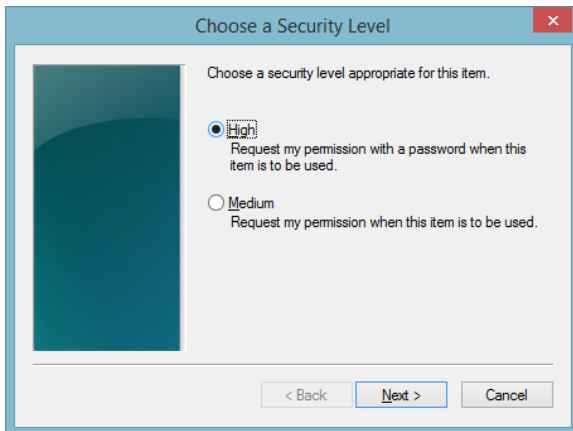 Choose a Security Level
Choose a security level appropriate for this item.
High
Request my permission with a password when this
item is to be used.
Medium
Request my permission when this item is to be used.
< Back
Next >
Cancel